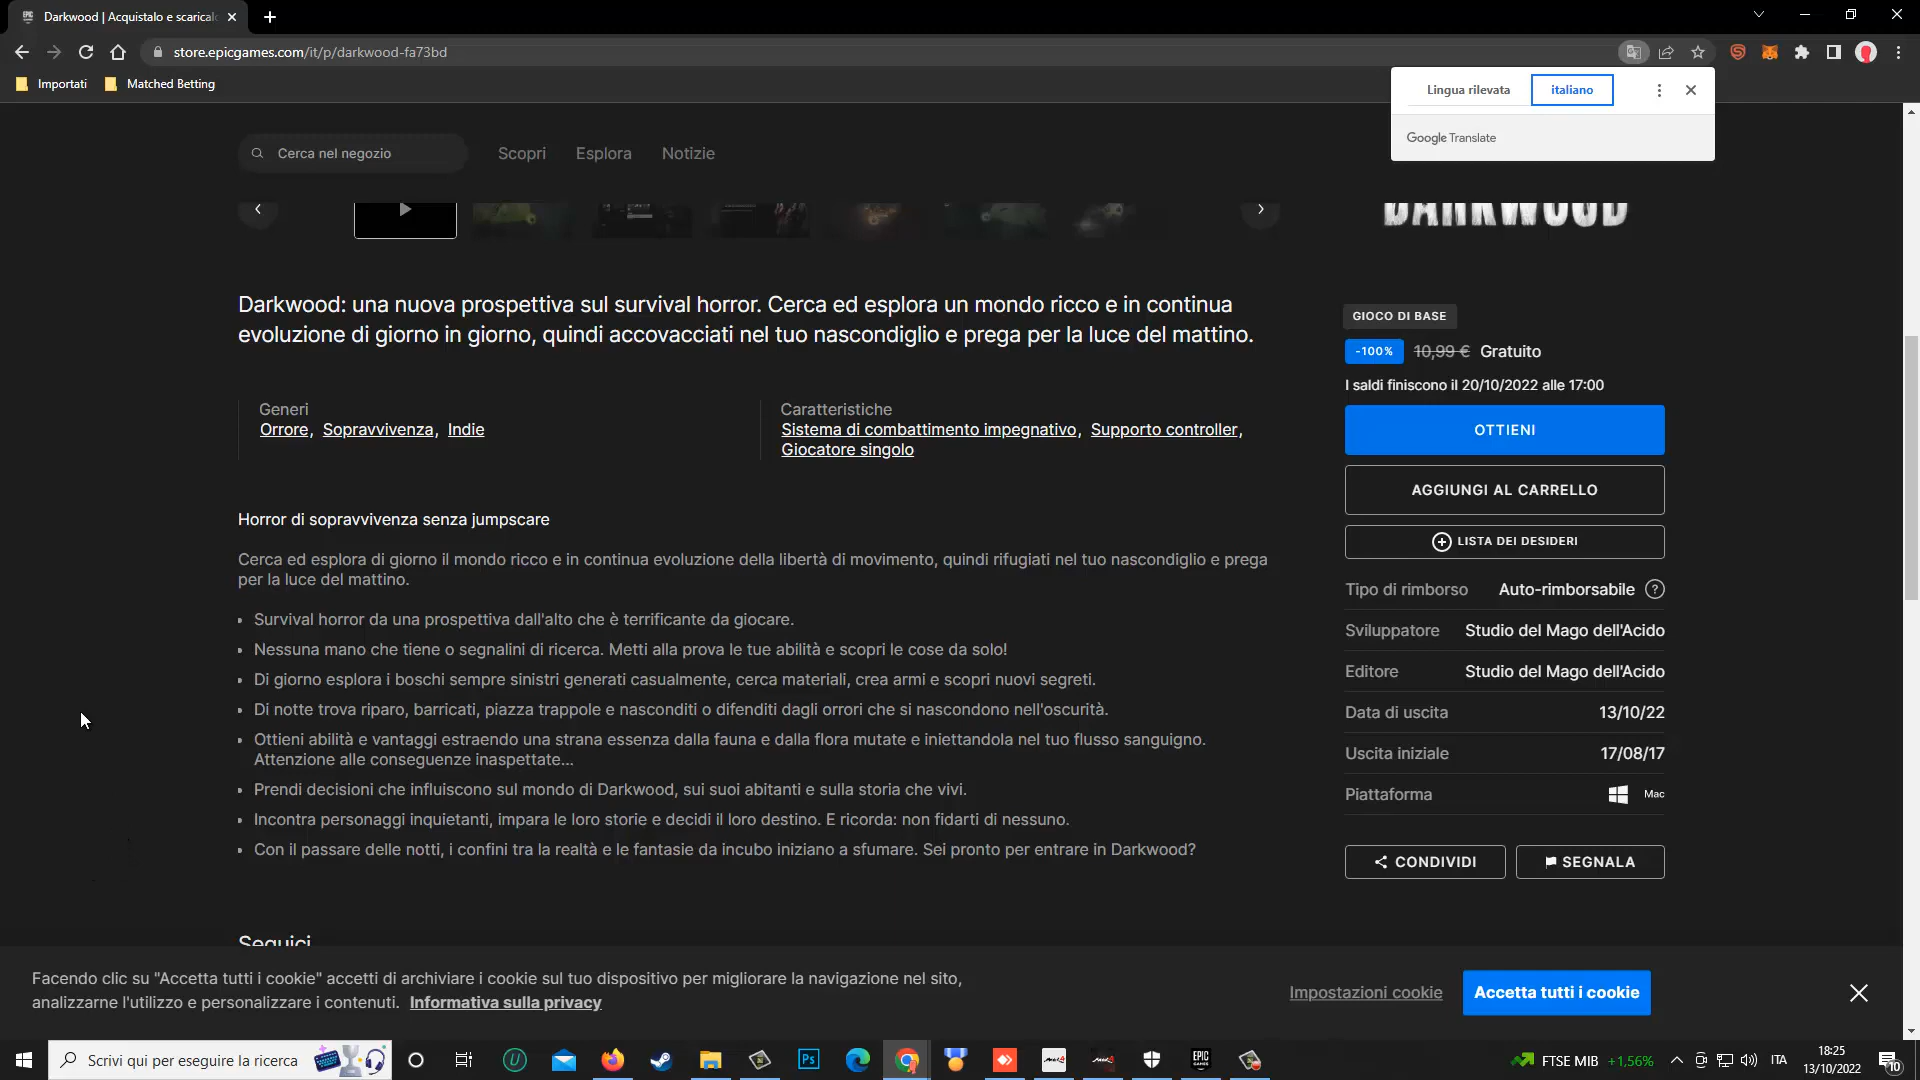 Darkwood | Acquistalo e scaricalo
store.epicgames.com/it/p/darkwood-fa73bd
Importati
Matched Betting
Lingua rilevata
italiano
Google Translate
Cerca nel negozio
Scopri
Esplora
Notizie
DARKWOOD
Darkwood: una nuova prospettiva sul survival horror. Cerca ed esplora un mondo ricco e in continua
evoluzione di giorno in giorno, quindi accovacciati nel tuo nascondiglio e prega per la luce del mattino.
Generi
Orrore, Sopravvivenza, Indie
Caratteristiche
Sistema di combattimento impegnativo, Supporto controller,
Giocatore singolo
Horror di sopravvivenza senza jumpscare
Cerca ed esplora di giorno il mondo ricco e in continua evoluzione della libertà di movimento, quindi rifugiati nel tuo nascondiglio e prega
per la luce del mattino.
Survival horror da una prospettiva dall'alto che è terrificante da giocare.
Nessuna mano che tiene o segnalini di ricerca. Metti alla prova le tue abilità e scopri le cose da solo!
Di giorno esplora i boschi sempre sinistri generati casualmente, cerca materiali, crea armi e scopri nuovi segreti.
Di notte trova riparo, barricati, piazza trappole e nasconditi o difenditi dagli orrori che si nascondono nell'oscurità.
Ottieni abilità e vantaggi estraendo una strana essenza dalla fauna e dalla flora mutate e iniettandola nel tuo flusso sanguigno.
Attenzione alle conseguenze inaspettate...
Prendi decisioni che influiscono sul mondo di Darkwood, sui suoi abitanti e sulla storia che vivi.
Incontra personaggi inquietanti, impara le loro storie e decidi il loro destino. E ricorda: non fidarti di nessuno.
Con il passare delle notti, i confini tra la realtà e le fantasie da incubo iniziano a sfumare. Sei pronto per entrare in Darkwood?
Seguici
GIOCO DI BASE
-100% 10,99 € Gratuito
I saldi finiscono il 20/10/2022 alle 17:00
OTTIENI
AGGIUNGI AL CARRELLO
LISTA DEI DESIDERI
Tipo di rimborso Auto-rimborsabile ?
Sviluppatore Studio del Mago dell'Acido
Editore Studio del Mago dell'Acido
Data di uscita 13/10/22
Uscita iniziale 17/08/17
Piattaforma Mac
CONDIVIDI
SEGNALA
Facendo clic su "Accetta tutti i cookie" accetti di archiviare i cookie sul tuo dispositivo per migliorare la navigazione nel sito,
analizzarne l'utilizzo e personalizzare i contenuti. Informativa sulla privacy
Impostazioni cookie
Accetta tutti i cookie
Scrivi qui per eseguire la ricerca
Ps
EPIC
GAMES
FTSE MIB +1,56%
ITA
18:25
13/10/2022
10